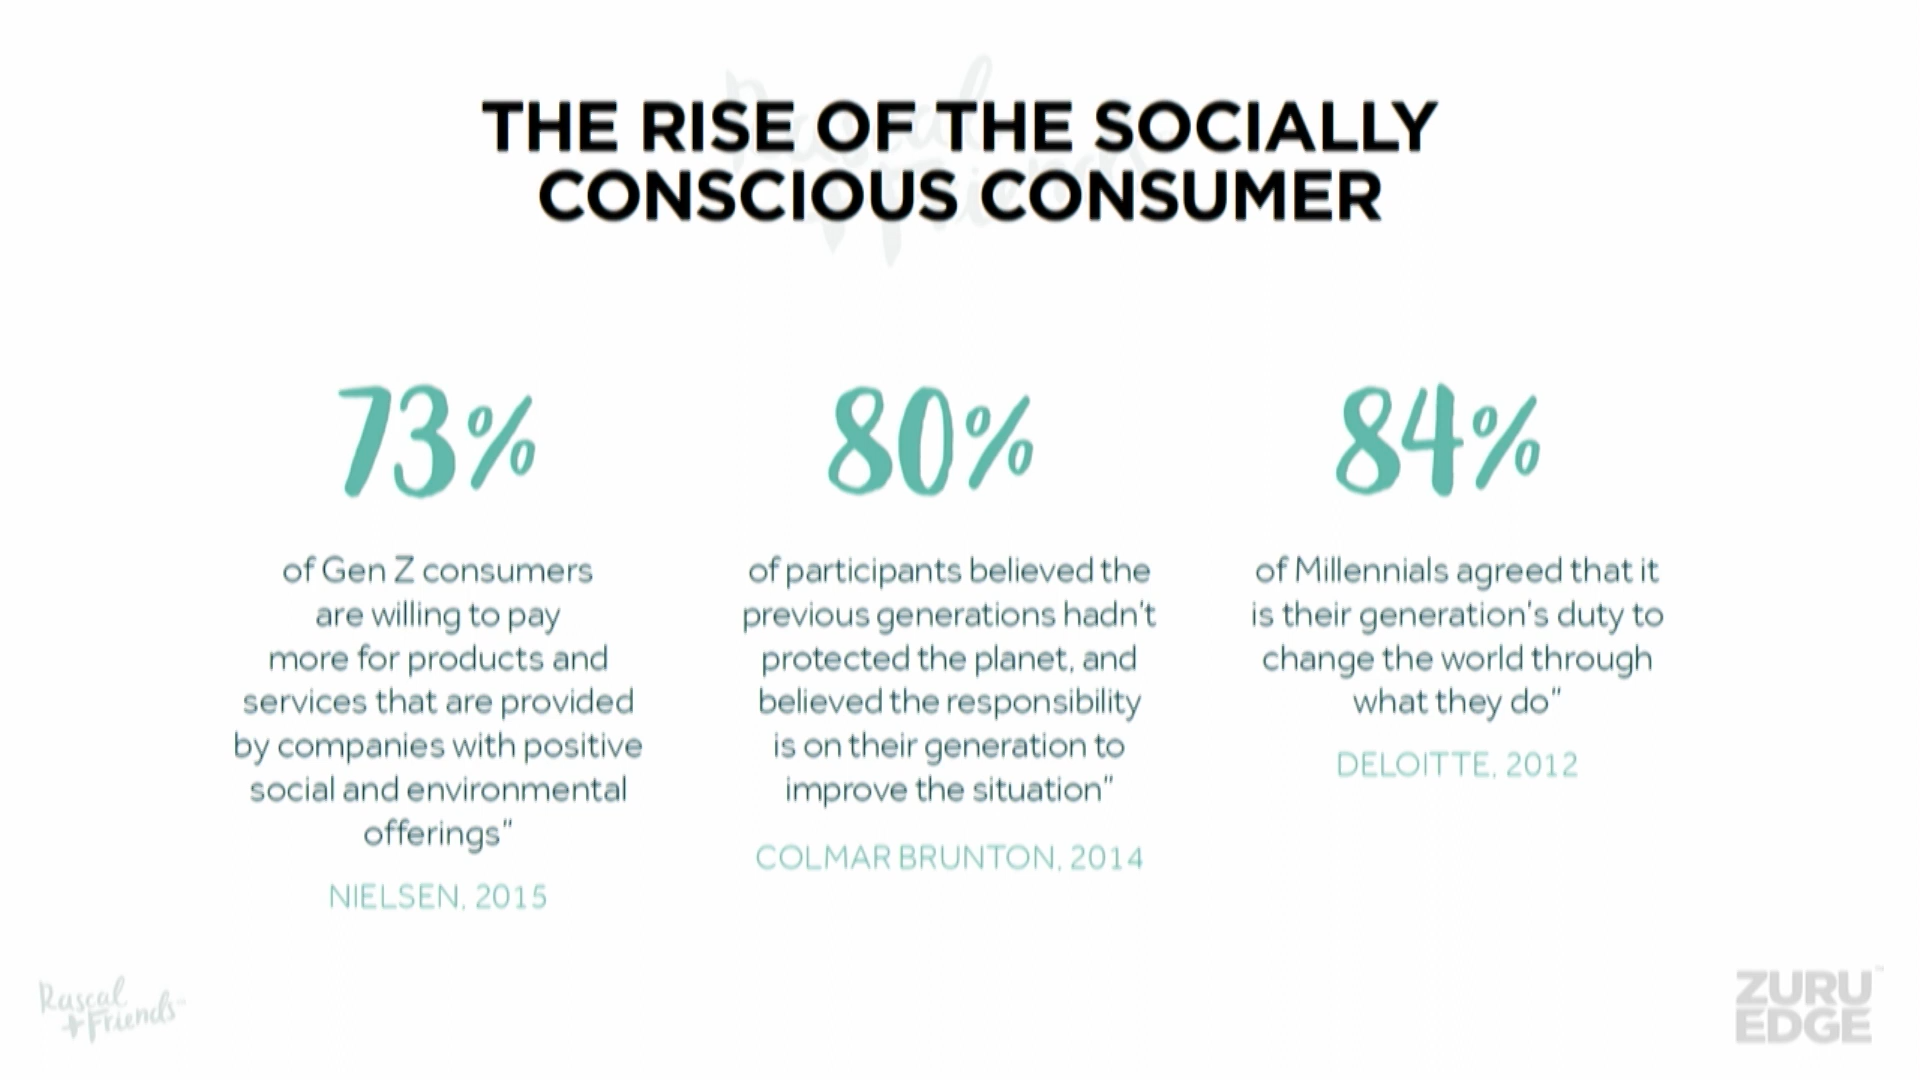 THE RISE OF THE SOCIALLY
CONSCIOUS CONSUMER
73%
of Gen Z consumers
are willing to pay
more for products and
services that are provided
by companies with positive
social and environmental
offerings"
NIELSEN, 2015
80%
of participants believed the
previous generations hadn't
protected the planet, and
believed the responsibility
is on their generation to
improve the situation"
COLMAR BRUNTON, 2014
84%
of Millennials agreed that it
is their generation's duty to
change the world through
what they do"
DELOITTE, 2012
Rascal
+Friends™
ZURU™
EDGE